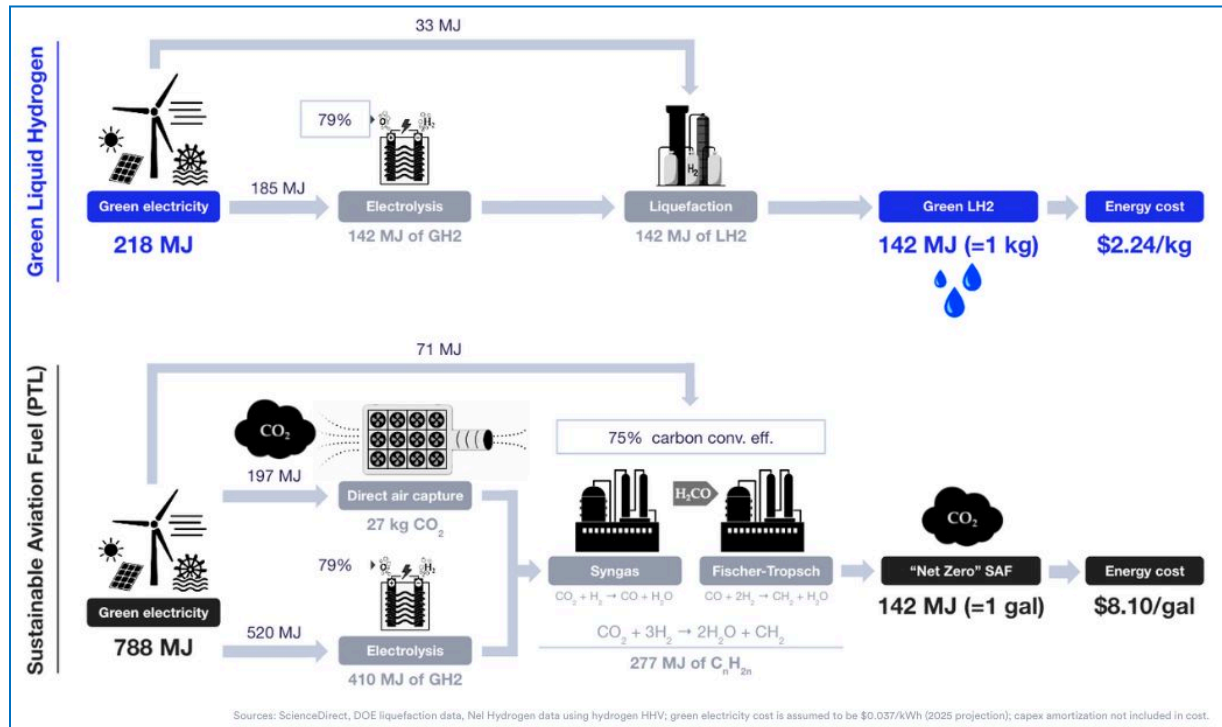 Green Liquid Hydrogen
33 MJ
79%
O
H₂
H₂
185 MJ
Green electricity
Electrolysis
Liquefaction
Green LH2
Energy cost
218 MJ
142 MJ of GH2
142 MJ of LH2
142 MJ (=1 kg)
$2.24/kg
Sustainable Aviation Fuel (PTL)
71 MJ
CO₂
75% carbon conv. eff.
197 MJ
Direct air capture
27 kg CO₂
H₂CO
CO₂
79%
O
H₂
Syngas
Fischer-Tropsch
"Net Zero" SAF
Energy cost
CO₂ + H₂ → CO + H₂O
CO + 2H₂ → CH₂ + H₂O
142 MJ (=1 gal)
$8.10/gal
Green electricity
788 MJ
520 MJ
Electrolysis
410 MJ of GH2
CO₂ + 3H₂ → 2H₂O + CH₂
277 MJ of CₙH₂ₙ
Sources: ScienceDirect, DOE liquefaction data, Nel Hydrogen data using hydrogen HHV; green electricity cost is assumed to be $0.037/kWh (2025 projection); capex amortization not included in cost.